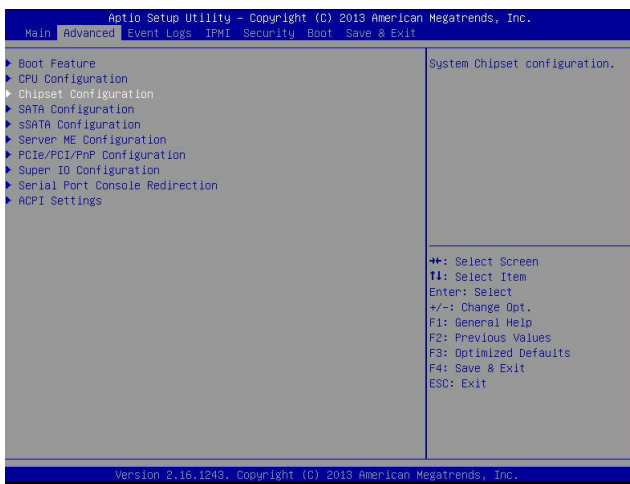 Aptio Setup Utility – Copyright (C) 2013 American Megatrends, Inc.
Main Advanced Event Logs IPMI Security Boot Save & Exit
▶ Boot Feature
▶ CPU Configuration
▶ Chipset Configuration
▶ SATA Configuration
▶ sSATA Configuration
▶ Server ME Configuration
▶ PCIe/PCI/PnP Configuration
▶ Super IO Configuration
▶ Serial Port Console Redirection
▶ ACPI Settings
System Chipset configuration.
→←: Select Screen
↑↓: Select Item
Enter: Select
+/-: Change Opt.
F1: General Help
F2: Previous Values
F3: Optimized Defaults
F4: Save & Exit
ESC: Exit
Version 2.16.1243. Copyright (C) 2013 American Megatrends, Inc.